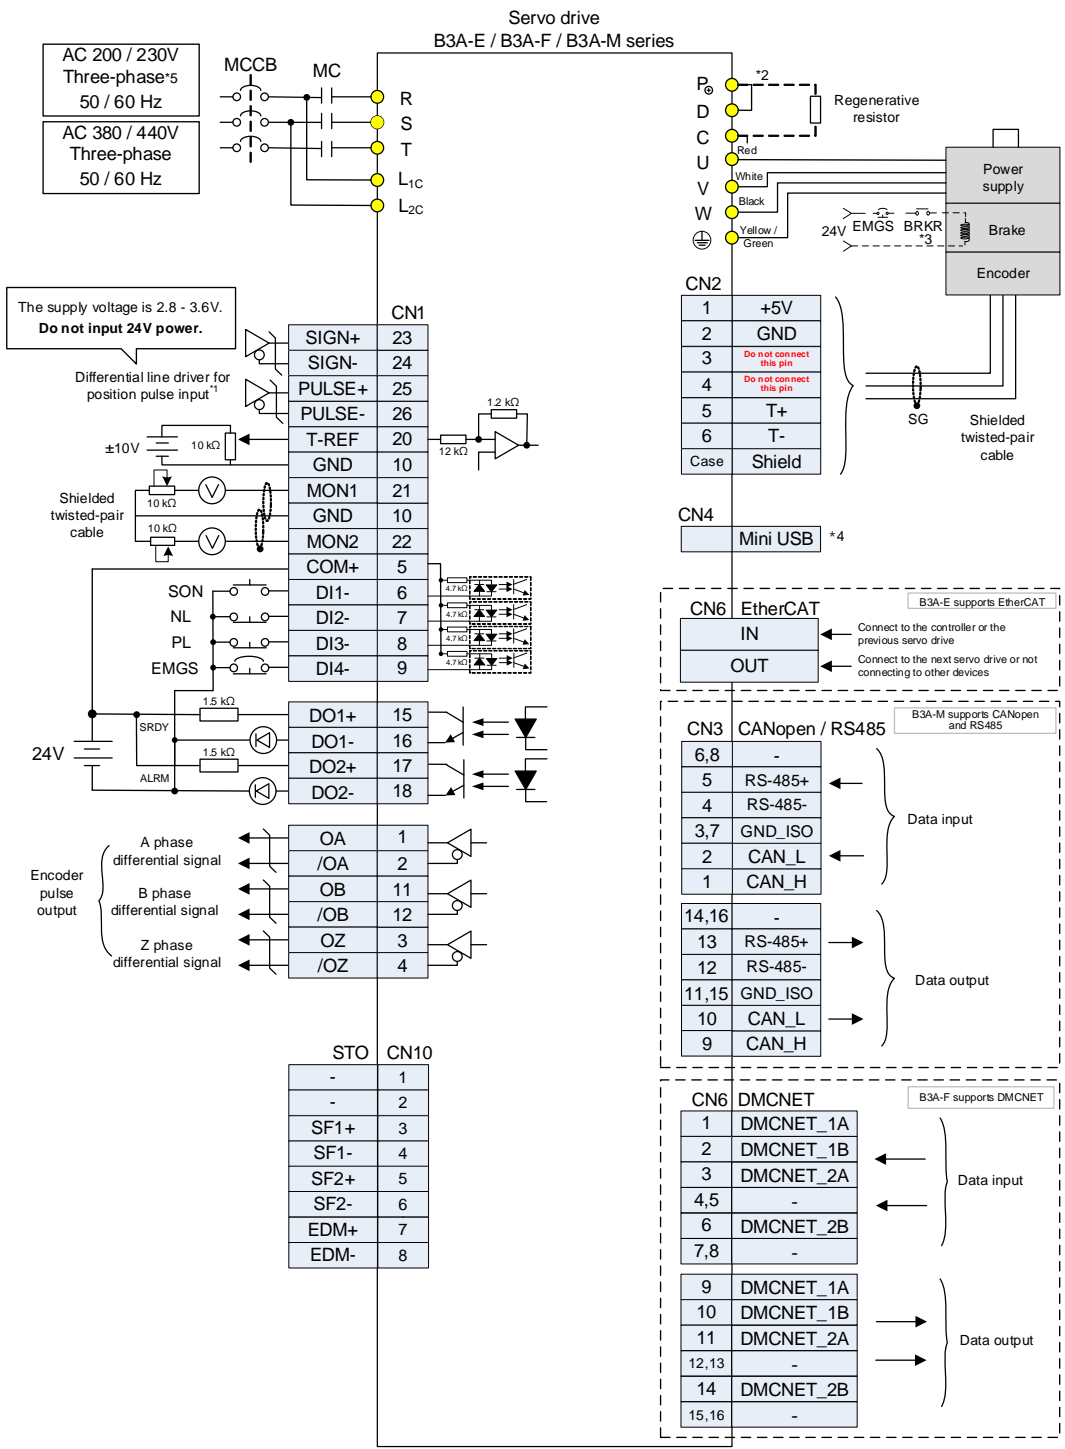 Servo drive
B3A-E / B3A-F / B3A-M series
AC 200 / 230V
Three-phase*5
50 / 60 Hz
AC 380 / 440V
Three-phase
50 / 60 Hz
MCCB
MC
R
S
T
L1C
L2C
P⊕
D
C
U
V
W
*2
Regenerative
resistor
Red
White
Black
Yellow /
Green
Power
supply
Brake
Encoder
24V
EMGS
BRKR
*3
The supply voltage is 2.8 - 3.6V.
Do not input 24V power.
Differential line driver for
position pulse input*1
CN1
SIGN+ 23
SIGN- 24
PULSE+ 25
PULSE- 26
T-REF 20
GND 10
MON1 21
GND 10
MON2 22
COM+ 5
DI1- 6
DI2- 7
DI3- 8
DI4- 9
±10V
10 kΩ
1.2 kΩ
12 kΩ
10 kΩ
V
Shielded
twisted-pair
cable
10 kΩ
V
SON
NL
PL
EMGS
4.7 kΩ
4.7 kΩ
4.7 kΩ
4.7 kΩ
1.5 kΩ
SRDY
24V
1.5 kΩ
ALRM
DO1+ 15
DO1- 16
DO2+ 17
DO2- 18
Encoder
pulse
output
A phase
differential signal
B phase
differential signal
Z phase
differential signal
OA 1
/OA 2
OB 11
/OB 12
OZ 3
/OZ 4
STO CN10
- 1
- 2
SF1+ 3
SF1- 4
SF2+ 5
SF2- 6
EDM+ 7
EDM- 8
CN2
1 +5V
2 GND
3 Do not connect
this pin
4 Do not connect
this pin
5 T+
6 T-
Case Shield
SG
Shielded
twisted-pair
cable
CN4
Mini USB *4
CN6 EtherCAT
B3A-E supports EtherCAT
IN
OUT
Connect to the controller or the
previous servo drive
Connect to the next servo drive or not
connecting to other devices
CN3 CANopen / RS485
B3A-M supports CANopen
and RS485
6,8 -
5 RS-485+
4 RS-485-
3,7 GND_ISO
2 CAN_L
1 CAN_H
Data input
14,16 -
13 RS-485+
12 RS-485-
11,15 GND_ISO
10 CAN_L
9 CAN_H
Data output
CN6 DMCNET
B3A-F supports DMCNET
1 DMCNET_1A
2 DMCNET_1B
3 DMCNET_2A
4,5 -
6 DMCNET_2B
7,8 -
Data input
9 DMCNET_1A
10 DMCNET_1B
11 DMCNET_2A
12,13 -
14 DMCNET_2B
15,16 -
Data output